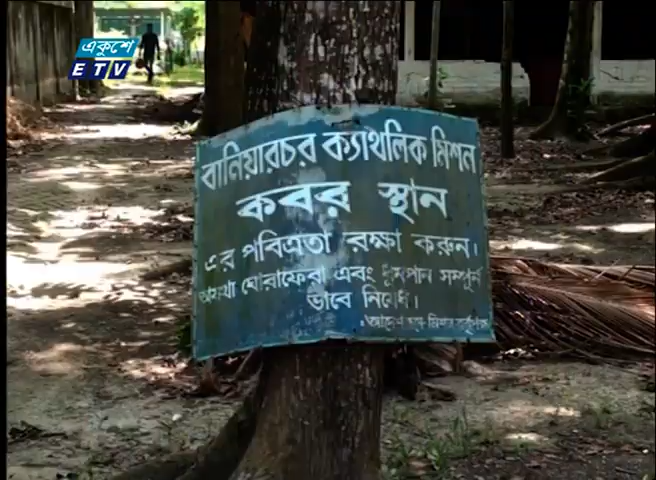 একুশে
ETV
বানিয়ারচর ক্যাথলিক মিশন
কবর স্থান
এর পবিত্রতা রক্ষা করুন।
অযথা ঘোরাফেরা এবং ধুমপান সম্পুর্ন
ভাবে নিষেধ।